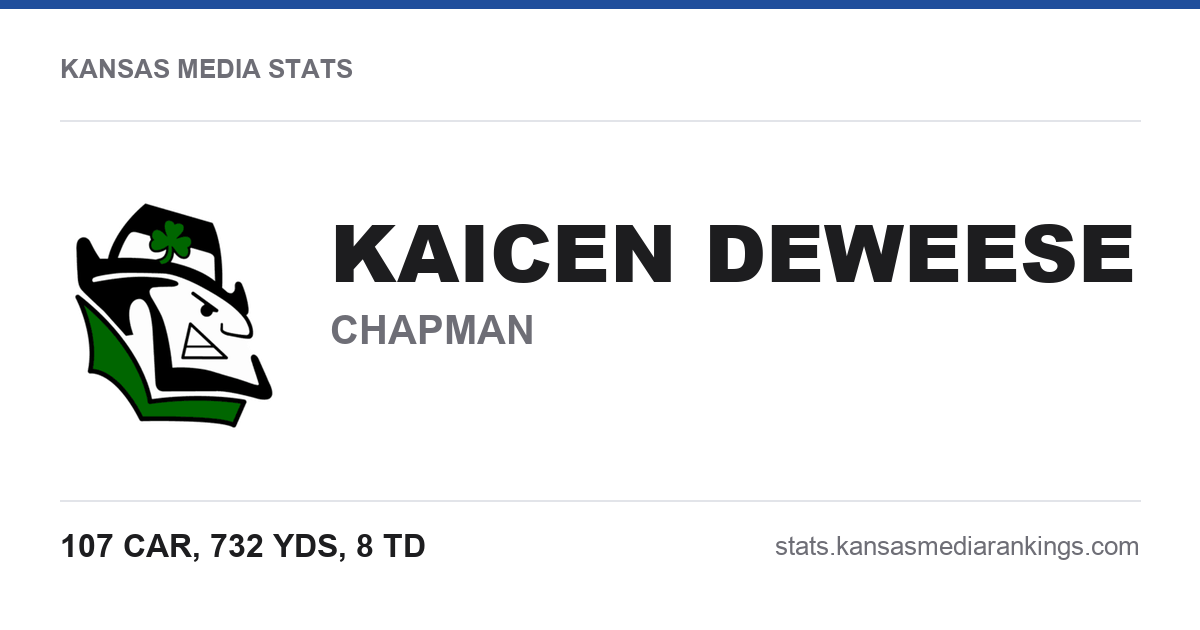 KANSAS MEDIA STATS
KAICEN DEWEESE
CHAPMAN
107 CAR, 732 YDS, 8 TD
stats.kansasmediarankings.com